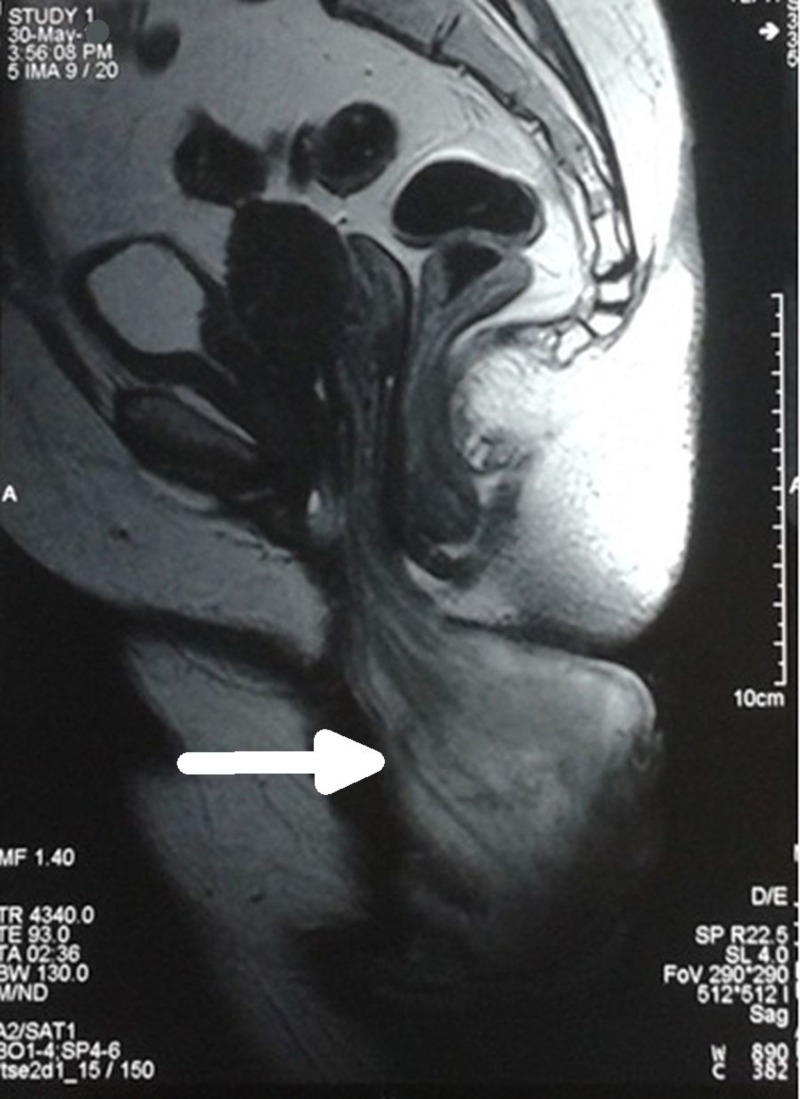 STUDY 1
30-May-
3:56:08 PM
5 IMA 9 / 20
A
10cm
MF 1.40
TR 4340.0
TE 93.0
TA 02:36
BW 130.0
M/ND
A2/SAT1
BO1-4;SP4-6
tse2d1_15 / 150
D/E
SP R22.5
SL 4.0
FoV 290*290
512*512 I
Sag
W 890
C 382